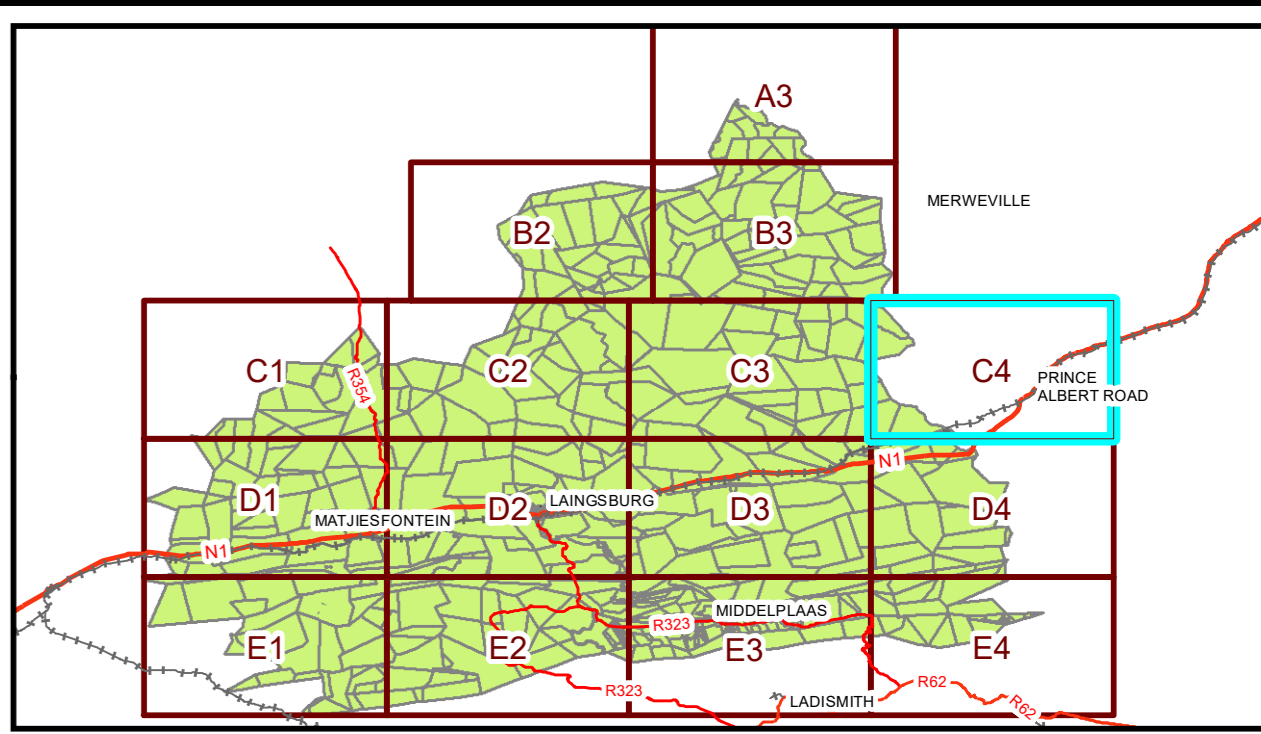 A3
MERWEVILLE
B2
B3
C1
R354
C2
C3
C4
PRINCE
ALBERT ROAD
N1
LAINGSBURG
D1
MATJIESFONTEIN
D2
D3
D4
N1
MIDDELPLAAS
R323
E1
E2
E3
E4
R323
R62
LADISMITH
R62